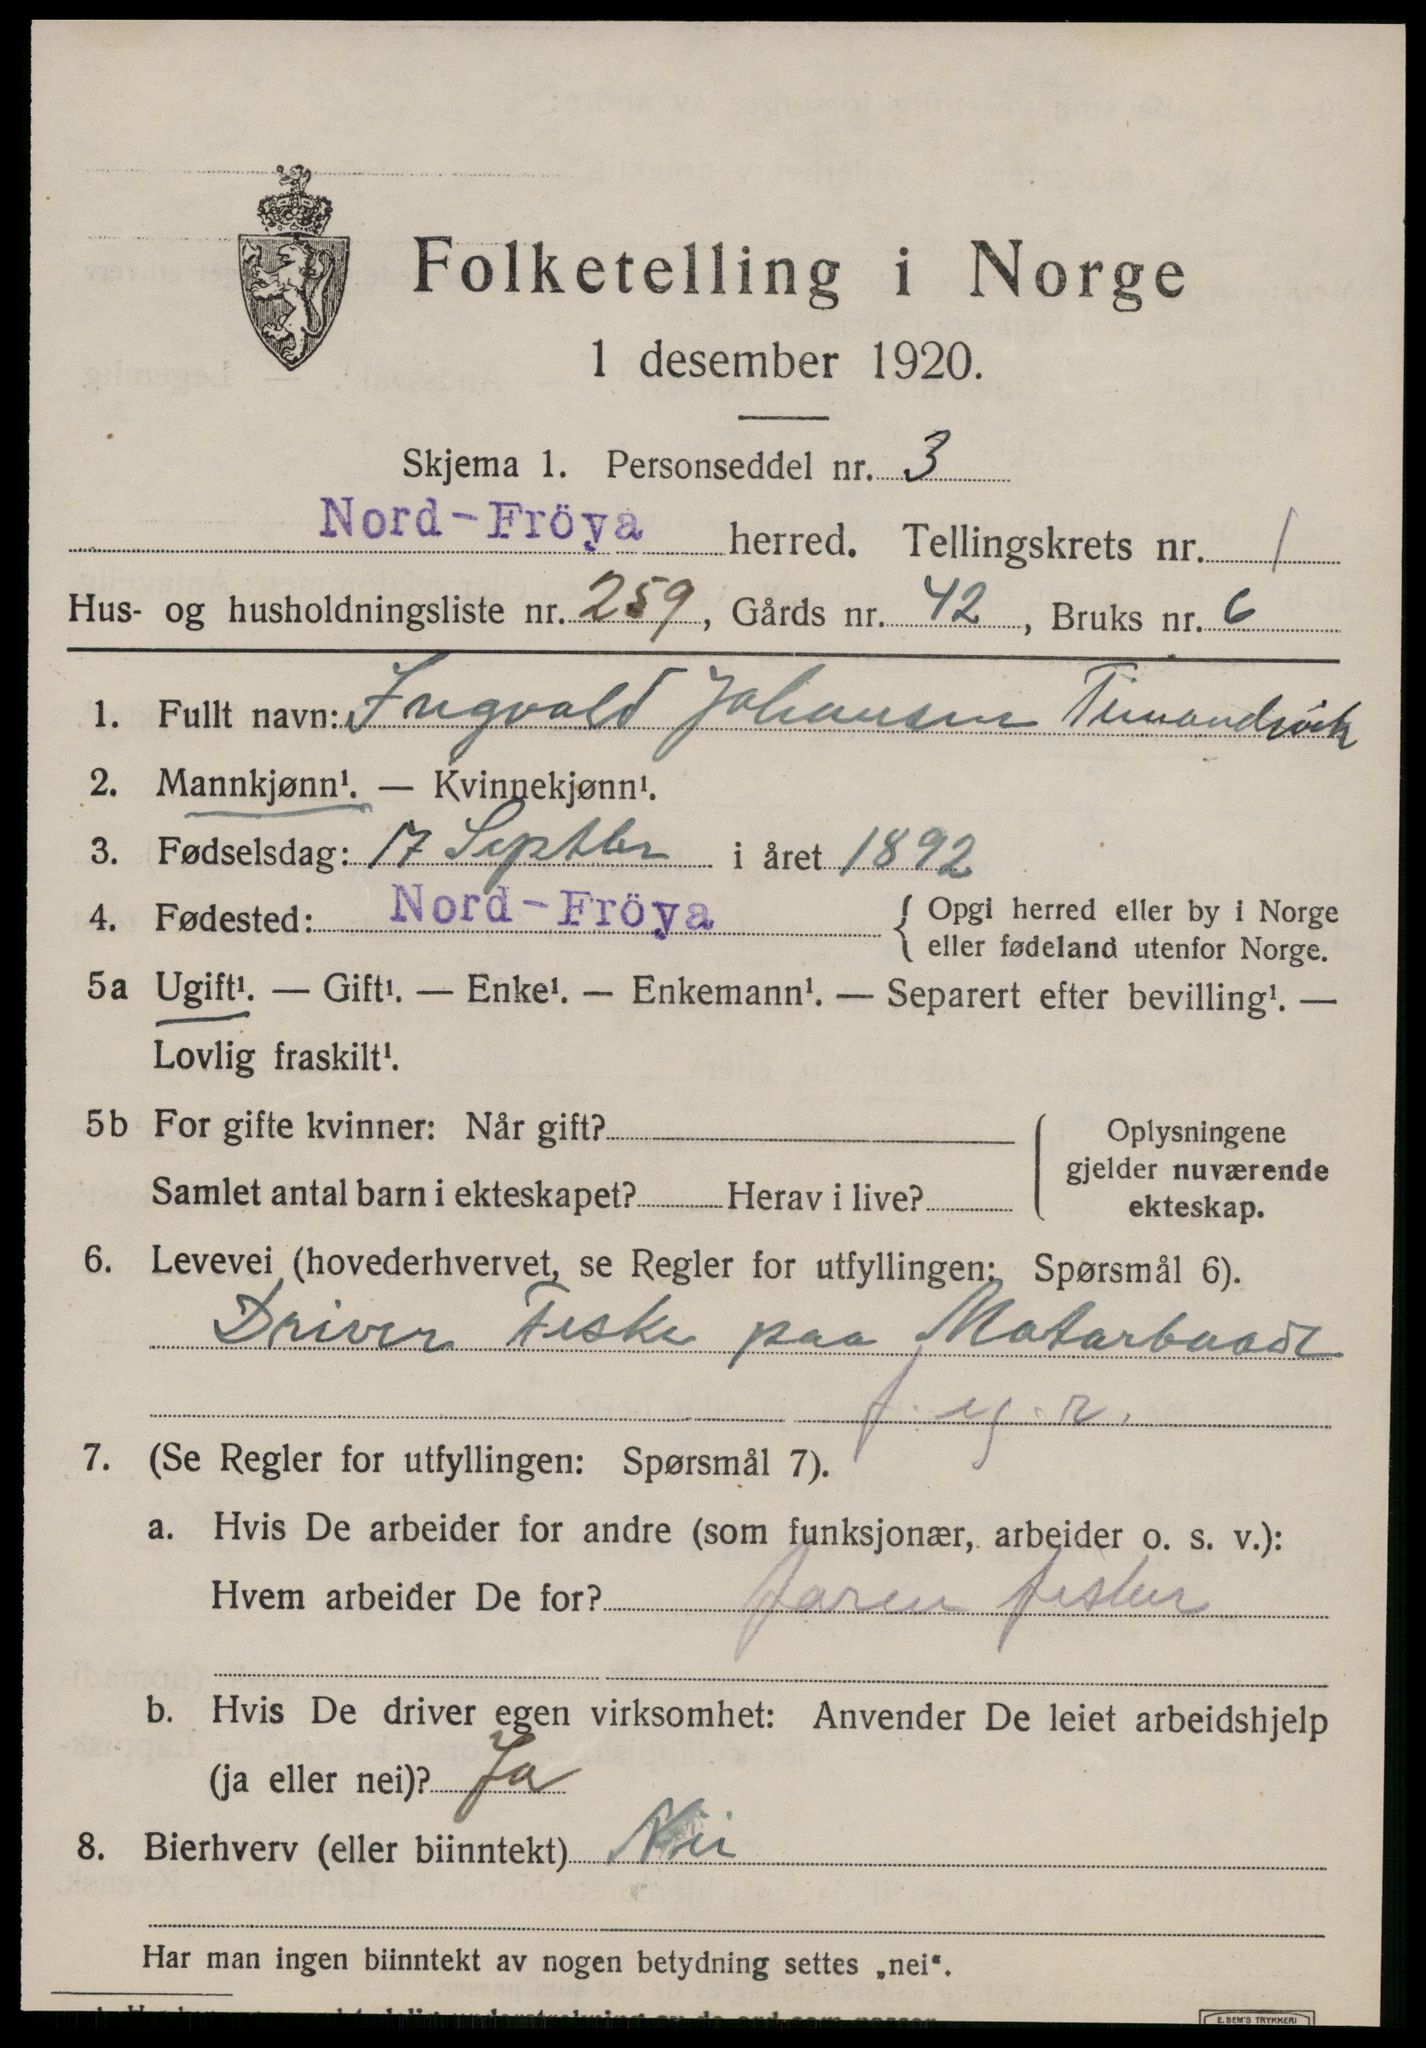 Folketelling i Norge
1 desember 1920.
Skjema 1. Personseddel nr. 3
Nord-Fröya herred. Tellingskrets nr. 1
Hus- og husholdningsliste nr. 259, Gårds nr. 42, Bruks nr. 6
1. Fullt navn: Ingvald Johansen
2. Mannkjønn¹. — Kvinnekjønn¹.
3. Fødselsdag: 17 Septbr i året 1892
4. Fødested: Nord-Fröya { Opgi herred eller by i Norge
eller fødeland utenfor Norge.
5a Ugift¹. — Gift¹. — Enke¹. — Enkemann¹. — Separert efter bevilling¹. —
Lovlig fraskilt¹.
5b For gifte kvinner: Når gift?
Samlet antal barn i ekteskapet? Herav i live?
Oplysningene
gjelder nuværende
ekteskap.
6. Levevei (hovederhvervet, se Regler for utfyllingen: Spørsmål 6).
Driver Fiske paa Motorbaad
f. eg. r.
7. (Se Regler for utfyllingen: Spørsmål 7).
a. Hvis De arbeider for andre (som funksjonær, arbeider o. s. v.):
Hvem arbeider De for?
b. Hvis De driver egen virksomhet: Anvender De leiet arbeidshjelp
(ja eller nei)? Ja
8. Bierhverv (eller biinntekt) Nei
Har man ingen biinntekt av nogen betydning settes „nei“.
E. SEM'S TRYKKERI